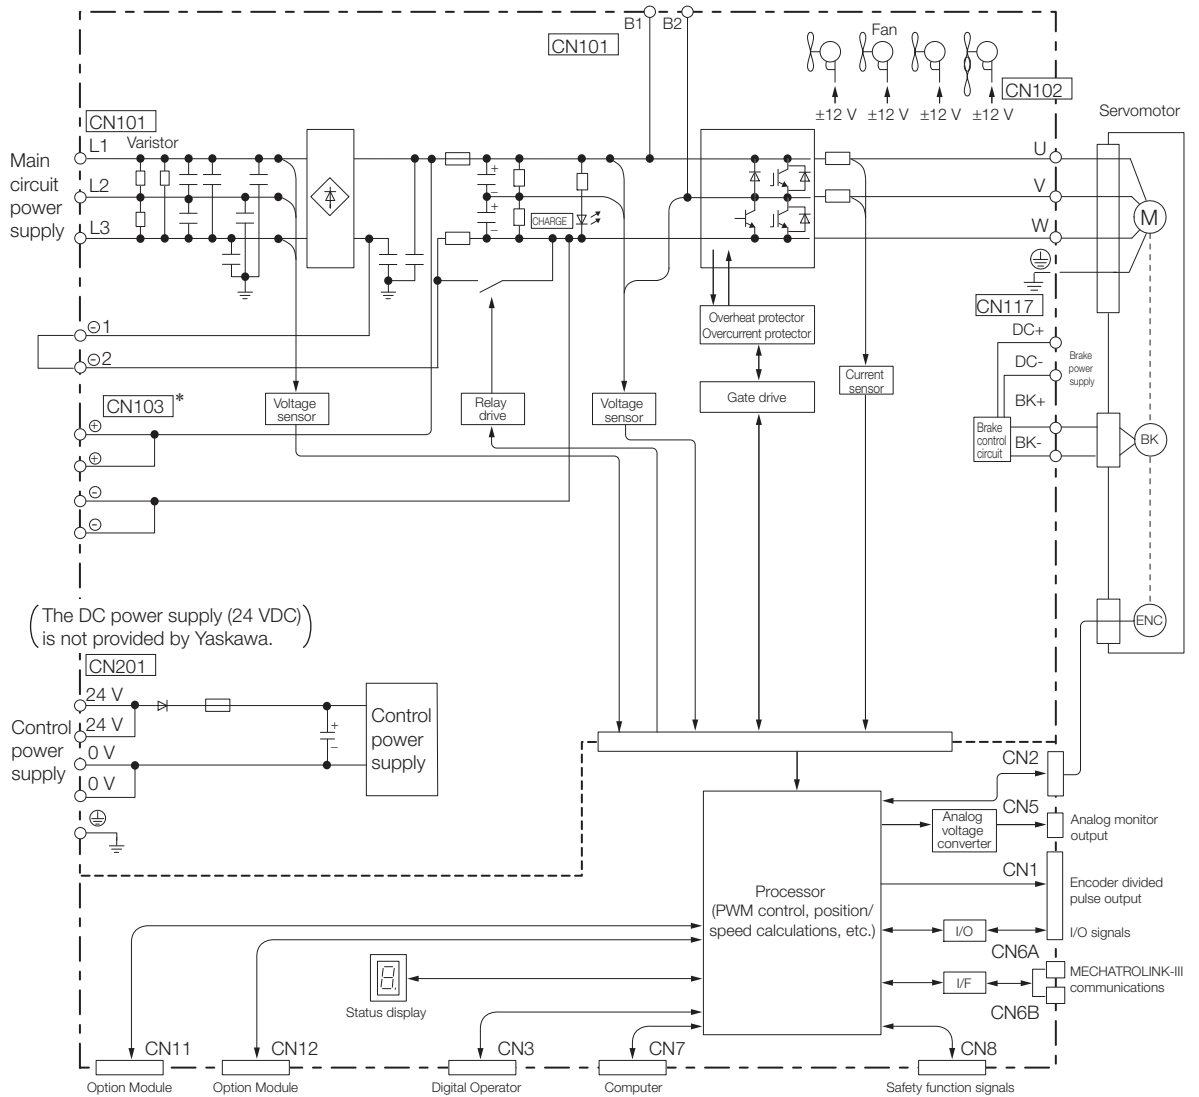 B1
B2
CN101
Fan
CN102
±12 V
±12 V
±12 V
±12 V
Servomotor
CN101
L1
Varistor
L2
L3
Main
circuit
power
supply
+
−
+
−
CHARGE
U
V
W
M
CN117
DC+
DC-
Brake
power
supply
BK+
BK-
Brake
control
circuit
BK
ENC
⊖1
⊖2
CN103 *
⊕
⊕
⊖
⊖
Voltage
sensor
Relay
drive
Voltage
sensor
Overheat protector
Overcurrent protector
Gate drive
Current
sensor
(The DC power supply (24 VDC)
is not provided by Yaskawa.)
CN201
24 V
24 V
0 V
0 V
Control
power
supply
+
−
Control
power
supply
CN2
CN5
Analog
voltage
converter
Analog monitor
output
CN1
Encoder divided
pulse output
Processor
(PWM control, position/
speed calculations, etc.)
I/O
I/O signals
CN6A
I/F
MECHATROLINK-III
communications
CN6B
8.
Status display
CN11
Option Module
CN12
Option Module
CN3
Digital Operator
CN7
Computer
CN8
Safety function signals